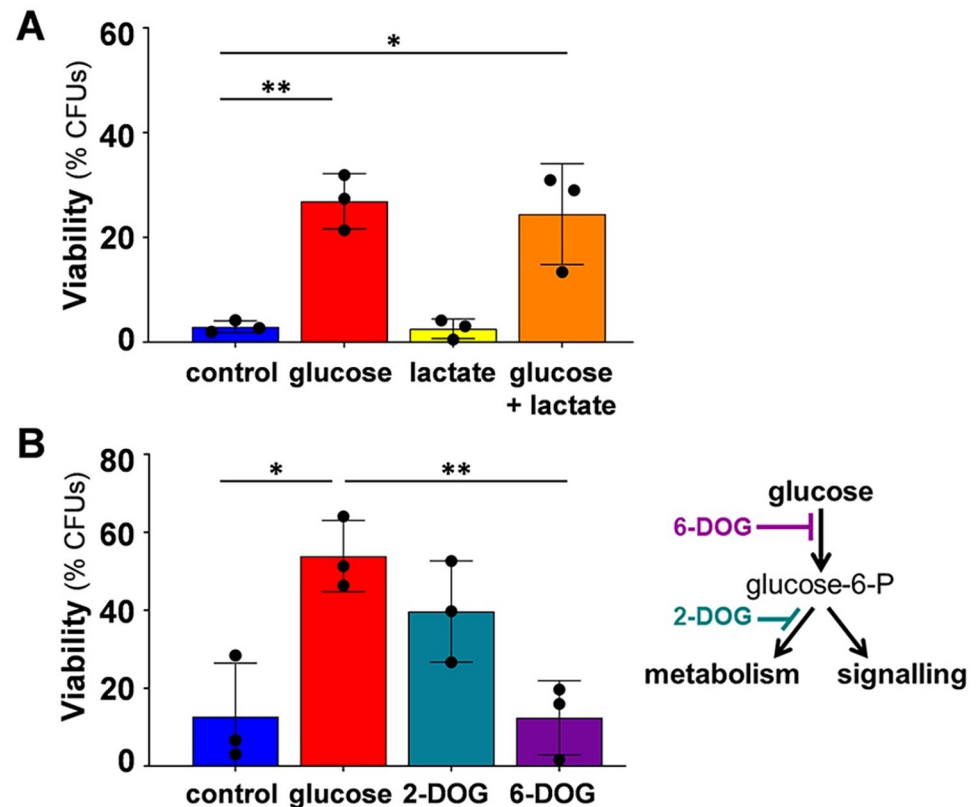 A
Viability (% CFUs)
60
40
20
0
*
**
control glucose lactate glucose
+ lactate
B
Viability (% CFUs)
80
60
40
20
0
*
**
control glucose 2-DOG 6-DOG
glucose
6-DOG
glucose-6-P
2-DOG
metabolism signalling